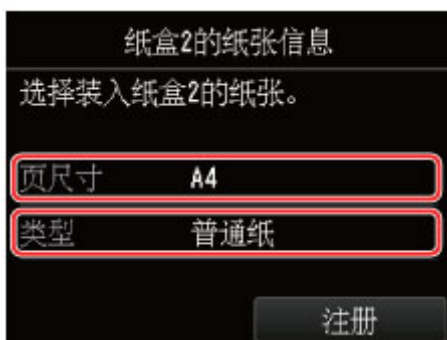 纸盒2的纸张信息
选择装入纸盒2的纸张。
页尺寸 A4
类型 普通纸
注册